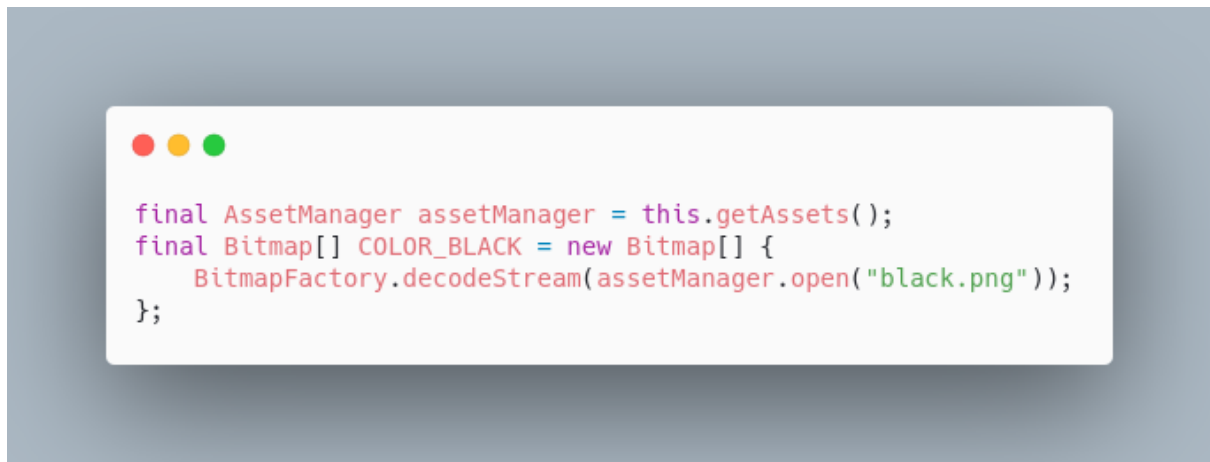 final AssetManager assetManager = this.getAssets();
final Bitmap[] COLOR_BLACK = new Bitmap[] {
    BitmapFactory.decodeStream(assetManager.open("black.png"));
};